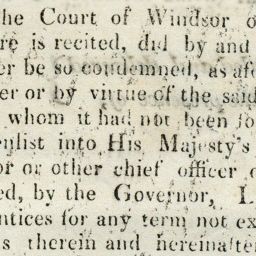 the Court of Windsor o
re is recited, did by and
er be so condemned, as afo
er or by virtue of the said
whom it had not been fo
enlist into His Majesty's
or or other chief officer o
ed, by the Governor, L
ntices for any term not ex
s therein and hereinafter